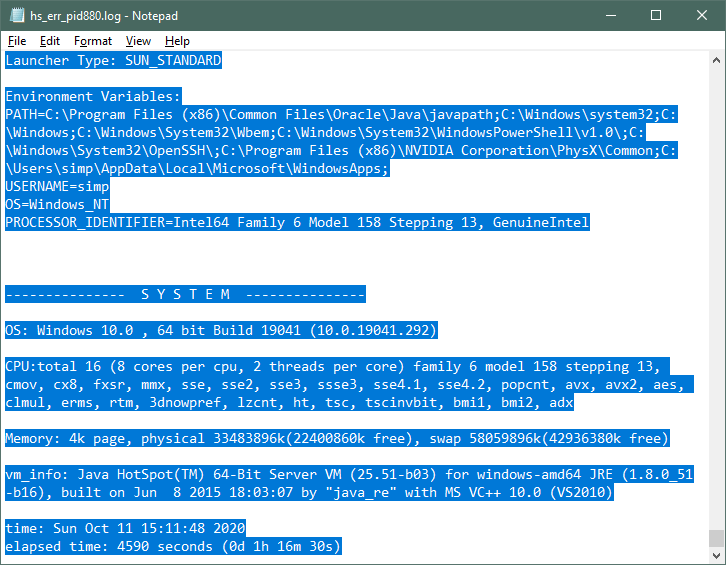 hs_err_pid880.log - Notepad
File Edit Format View Help
Launcher Type: SUN_STANDARD
Environment Variables:
PATH=C:\Program Files (x86)\Common Files\Oracle\Java\javapath;C:\Windows\system32;C:
\Windows;C:\Windows\System32\Wbem;C:\Windows\System32\WindowsPowerShell\v1.0\;C:
\Windows\System32\OpenSSH\;C:\Program Files (x86)\NVIDIA Corporation\PhysX\Common;C:
\Users\simp\AppData\Local\Microsoft\WindowsApps;
USERNAME=simp
OS=Windows_NT
PROCESSOR_IDENTIFIER=Intel64 Family 6 Model 158 Stepping 13, GenuineIntel
---------------  S Y S T E M  ---------------
OS: Windows 10.0 , 64 bit Build 19041 (10.0.19041.292)
CPU:total 16 (8 cores per cpu, 2 threads per core) family 6 model 158 stepping 13,
cmov, cx8, fxsr, mmx, sse, sse2, sse3, ssse3, sse4.1, sse4.2, popcnt, avx, avx2, aes,
clmul, erms, rtm, 3dnowpref, lzcnt, ht, tsc, tscinvbit, bmi1, bmi2, adx
Memory: 4k page, physical 33483896k(22400860k free), swap 58059896k(42936380k free)
vm_info: Java HotSpot(TM) 64-Bit Server VM (25.51-b03) for windows-amd64 JRE (1.8.0_51
-b16), built on Jun  8 2015 18:03:07 by "java_re" with MS VC++ 10.0 (VS2010)
time: Sun Oct 11 15:11:48 2020
elapsed time: 4590 seconds (0d 1h 16m 30s)